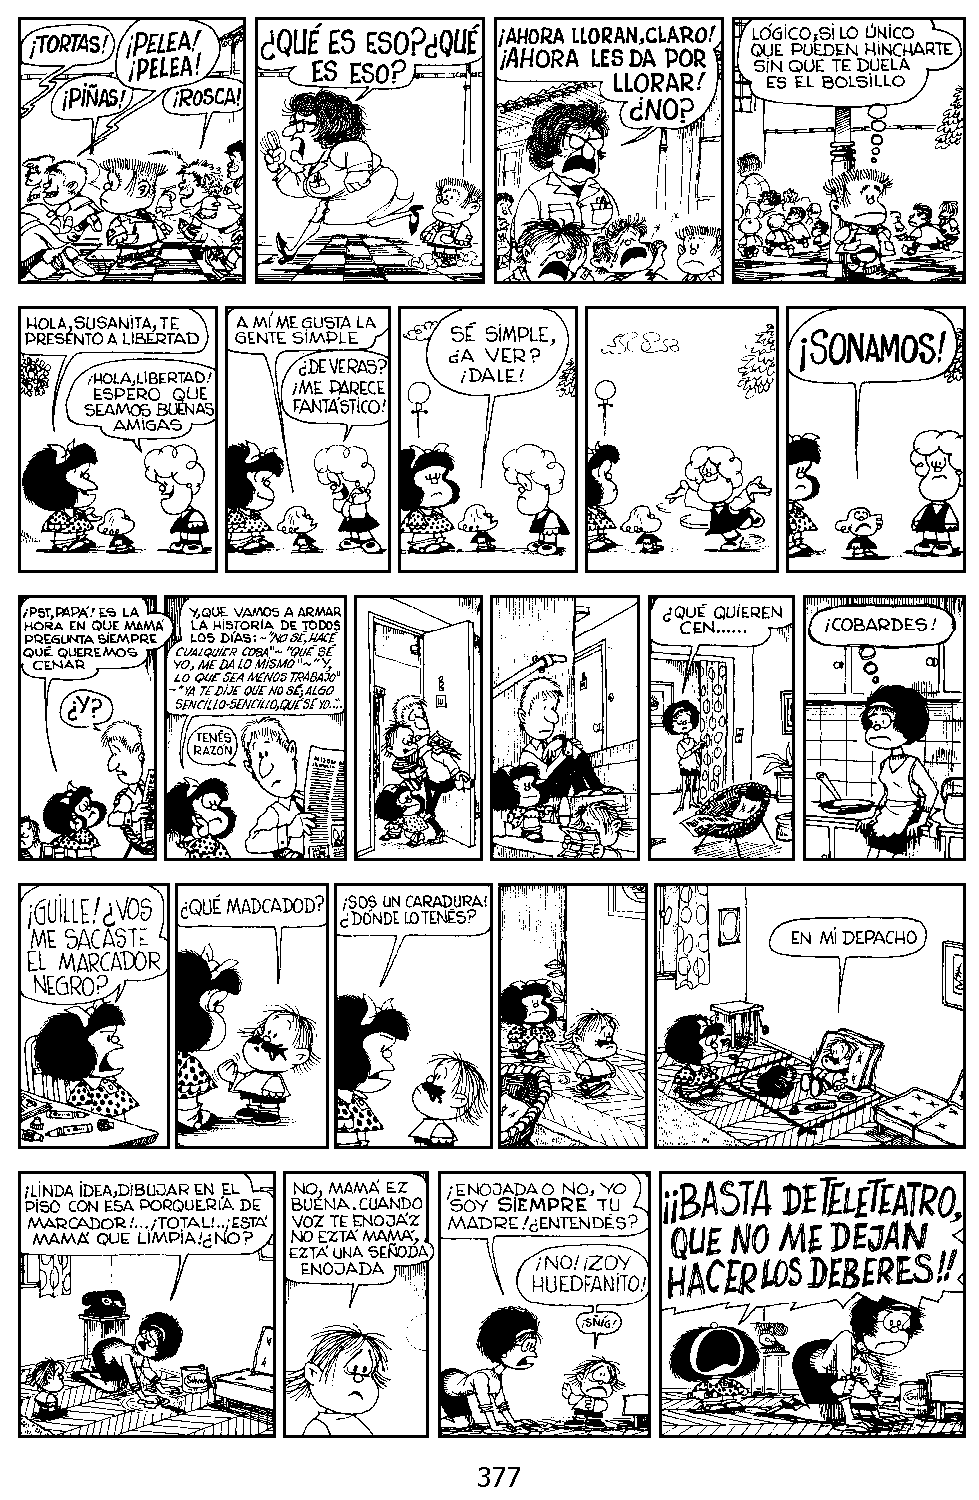 ¡TORTAS!
¡PELEA!
¡PELEA!
¡PIÑAS!
¡ROSCA!
¿QUÉ ES ESO?¿QUÉ
ES ESO?
¡AHORA LLORAN, CLARO!
¡AHORA LES DA POR
LLORAR!
¿NO?
LÓGICO, SI LO ÚNICO
QUE PUEDEN HINCHARTE
SIN QUE TE DUELA
ES EL BOLSILLO
HOLA, SUSANITA, TE
PRESENTO A LIBERTAD
¡HOLA, LIBERTAD!
ESPERO QUE
SEAMOS BUENAS
AMIGAS
A MÍ ME GUSTA LA
GENTE SIMPLE
¿DE VERAS?
¡ME PARECE
FANTÁSTICO!
SÉ SIMPLE,
¿A VER?
¡DALE!
¡SONAMOS!
¡PST, PAPÁ! ES LA
HORA EN QUE MAMÁ
PREGUNTA SIEMPRE
QUÉ QUEREMOS
CENAR
¿Y?
Y, QUE VAMOS A ARMAR
LA HISTORIA DE TODOS
LOS DÍAS:-"NO SÉ, HACÉ
CUALQUIER COSA"-"QUÉ SÉ
YO, ME DA LO MISMO"-"Y,
LO QUE SEA MENOS TRABAJO"
-"YA TE DIJE QUE NO SÉ, ALGO
SENCILLO-SENCILLO, QUÉ SÉ YO...
TENÉS
RAZÓN
¿QUÉ QUIEREN
CEN......
¡COBARDES!
¡GUILLE! ¿VOS
ME SACASTE
EL MARCADOR
NEGRO?
¿QUÉ MADCADOD?
¡SOS UN CARADURA!
¿DÓNDE LO TENÉS?
EN MI DEPACHO
¡LINDA IDEA, DIBUJAR EN EL
PISO CON ESA PORQUERÍA DE
MARCADOR!...¡TOTAL!..¡ESTÁ
MAMÁ QUE LIMPIA!¿NO?
NO, MAMÁ EZ
BUENA. CUANDO
VOZ TE ENOJÁZ
NO EZTÁ MAMÁ,
EZTÁ UNA SEÑODA
ENOJADA
¡ENOJADA O NO, YO
SOY SIEMPRE TU
MADRE! ¿ENTENDÉS?
¡NO! ¡ZOY
HUEDFANITO!
¡SÑIG!
¡¡BASTA DE TELETEATRO,
QUE NO ME DEJAN
HACER LOS DEBERES!!
377